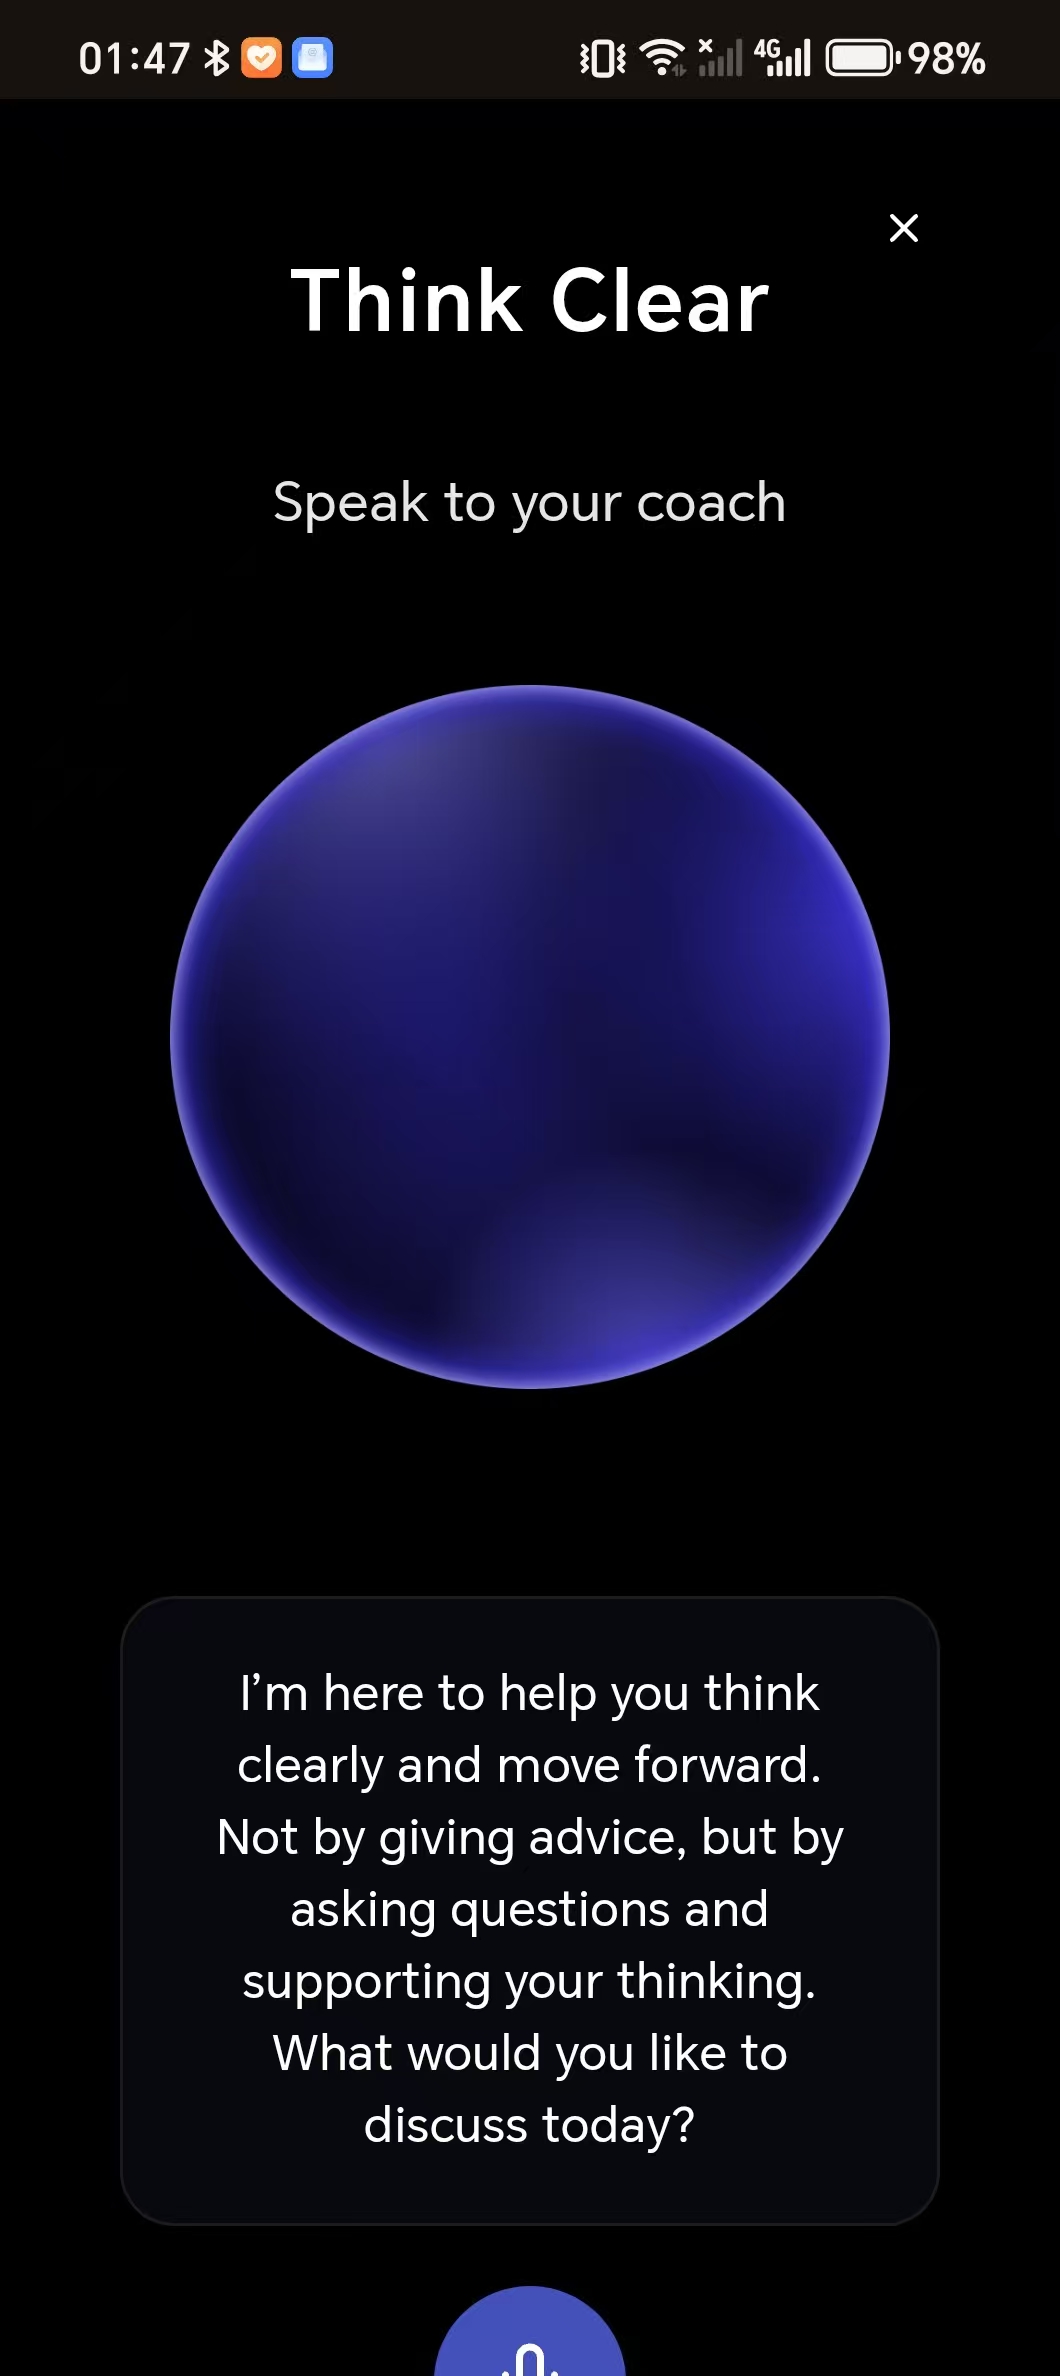 01:47
4G
98%
Think Clear
Speak to your coach
I’m here to help you think
clearly and move forward.
Not by giving advice, but by
asking questions and
supporting your thinking.
What would you like to
discuss today?